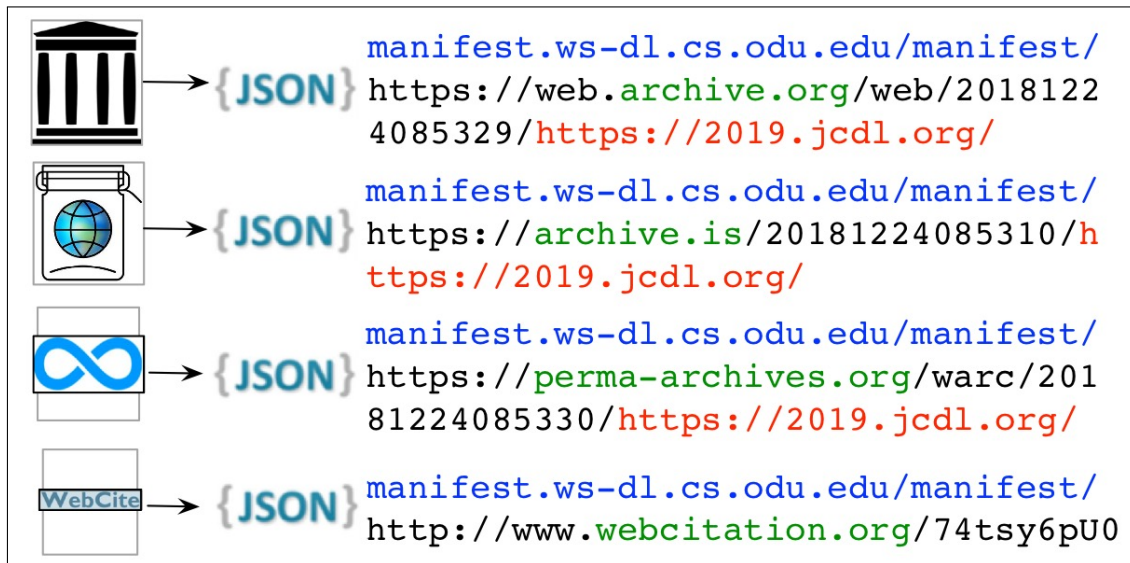 manifest.ws-dl.cs.odu.edu/manifest/
{JSON} https://web.archive.org/web/2018122
4085329/https://2019.jcdl.org/
manifest.ws-dl.cs.odu.edu/manifest/
{JSON} https://archive.is/20181224085310/h
ttps://2019.jcdl.org/
manifest.ws-dl.cs.odu.edu/manifest/
{JSON} https://perma-archives.org/warc/201
81224085330/https://2019.jcdl.org/
manifest.ws-dl.cs.odu.edu/manifest/
WebCite {JSON} http://www.webcitation.org/74tsy6pU0